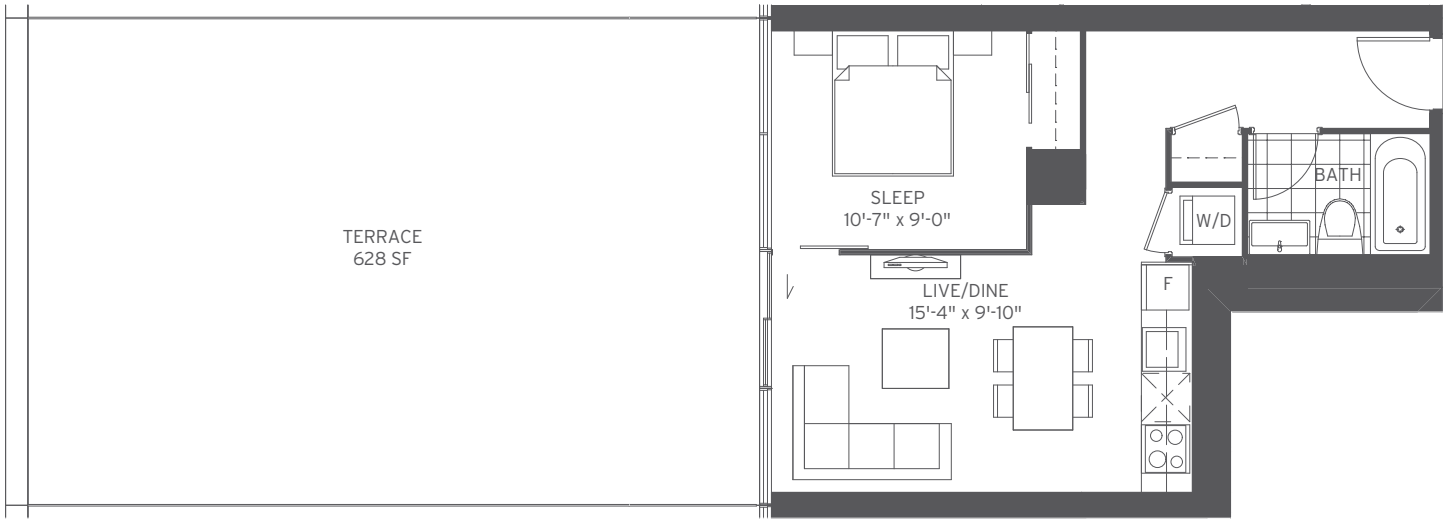 TERRACE
628 SF
SLEEP
10'-7" x 9'-0"
LIVE/DINE
15'-4" x 9'-10"
BATH
W/D
F